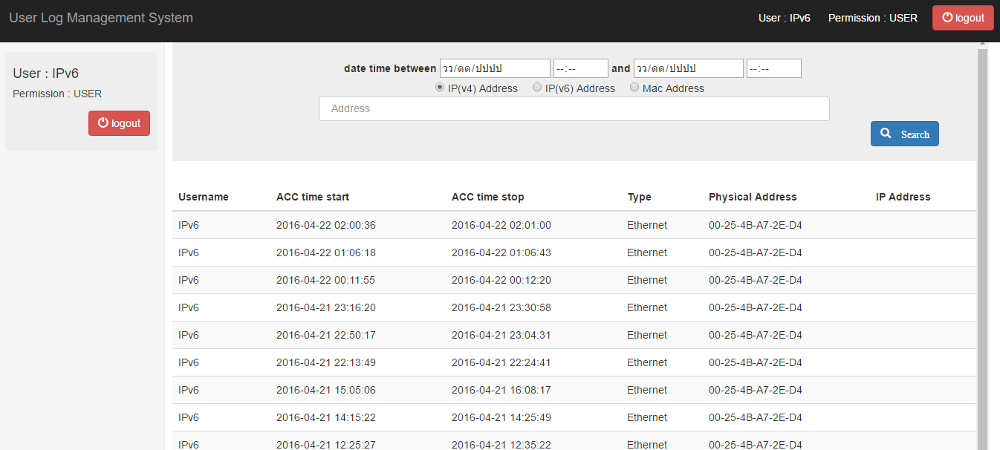 User Log Management System User : IPv6 Permission : USER logout
User : IPv6
Permission : USER
logout
date time between วว/ดด/ปปปป --:-- and วว/ดด/ปปปป --:--
IP(v4) Address IP(v6) Address Mac Address
Address
Search
Username ACC time start ACC time stop Type Physical Address IP Address
IPv6 2016-04-22 02:00:36 2016-04-22 02:01:00 Ethernet 00-25-4B-A7-2E-D4
IPv6 2016-04-22 01:06:18 2016-04-22 01:06:43 Ethernet 00-25-4B-A7-2E-D4
IPv6 2016-04-22 00:11:55 2016-04-22 00:12:20 Ethernet 00-25-4B-A7-2E-D4
IPv6 2016-04-21 23:16:20 2016-04-21 23:30:58 Ethernet 00-25-4B-A7-2E-D4
IPv6 2016-04-21 22:50:17 2016-04-21 23:04:31 Ethernet 00-25-4B-A7-2E-D4
IPv6 2016-04-21 22:13:49 2016-04-21 22:24:41 Ethernet 00-25-4B-A7-2E-D4
IPv6 2016-04-21 15:05:06 2016-04-21 16:08:17 Ethernet 00-25-4B-A7-2E-D4
IPv6 2016-04-21 14:15:22 2016-04-21 14:25:49 Ethernet 00-25-4B-A7-2E-D4
IPv6 2016-04-21 12:25:27 2016-04-21 12:35:22 Ethernet 00-25-4B-A7-2E-D4